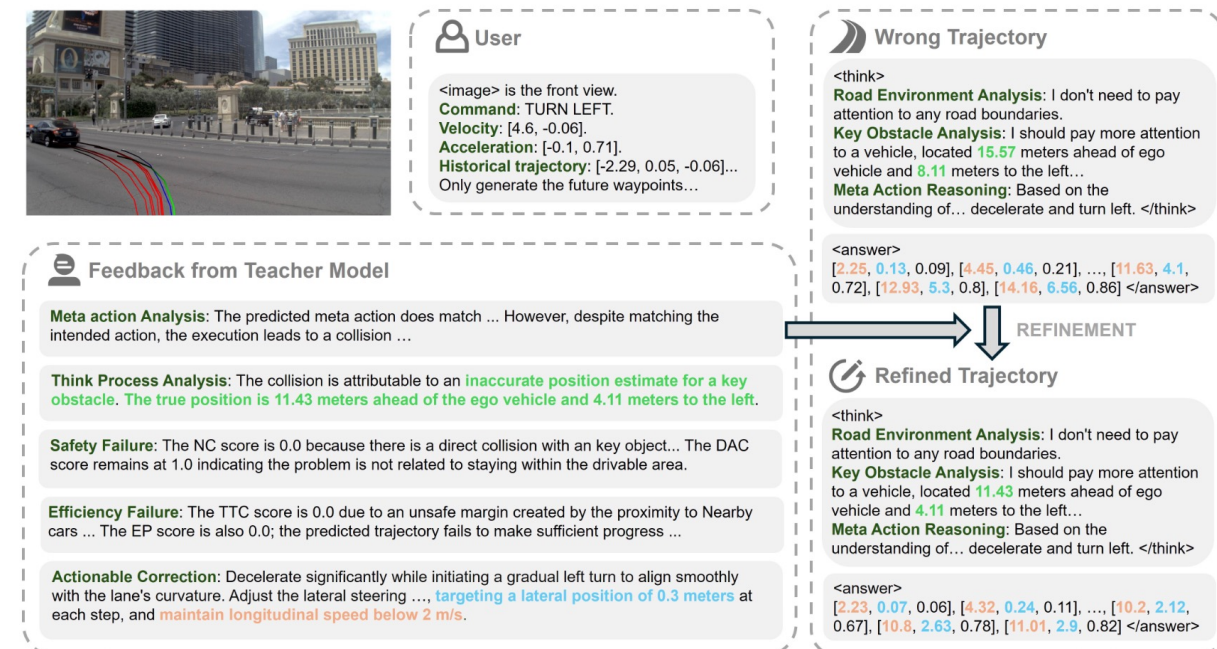 User
<image> is the front view.
Command: TURN LEFT.
Velocity: [4.6, -0.06].
Acceleration: [-0.1, 0.71].
Historical trajectory: [-2.29, 0.05, -0.06]...
Only generate the future waypoints…
Feedback from Teacher Model
Meta action Analysis: The predicted meta action does match ... However, despite matching the
intended action, the execution leads to a collision …
Think Process Analysis: The collision is attributable to an inaccurate position estimate for a key
obstacle. The true position is 11.43 meters ahead of the ego vehicle and 4.11 meters to the left.
Safety Failure: The NC score is 0.0 because there is a direct collision with an key object... The DAC
score remains at 1.0 indicating the problem is not related to staying within the drivable area.
Efficiency Failure: The TTC score is 0.0 due to an unsafe margin created by the proximity to Nearby
cars ... The EP score is also 0.0; the predicted trajectory fails to make sufficient progress ...
Actionable Correction: Decelerate significantly while initiating a gradual left turn to align smoothly
with the lane's curvature. Adjust the lateral steering …, targeting a lateral position of 0.3 meters at
each step, and maintain longitudinal speed below 2 m/s.
Wrong Trajectory
<think>
Road Environment Analysis: I don't need to pay
attention to any road boundaries.
Key Obstacle Analysis: I should pay more attention
to a vehicle, located 15.57 meters ahead of ego
vehicle and 8.11 meters to the left…
Meta Action Reasoning: Based on the
understanding of… decelerate and turn left. </think>
<answer>
[2.25, 0.13, 0.09], [4.45, 0.46, 0.21], …, [11.63, 4.1,
0.72], [12.93, 5.3, 0.8], [14.16, 6.56, 0.86] </answer>
REFINEMENT
Refined Trajectory
<think>
Road Environment Analysis: I don't need to pay
attention to any road boundaries.
Key Obstacle Analysis: I should pay more attention
to a vehicle, located 11.43 meters ahead of ego
vehicle and 4.11 meters to the left…
Meta Action Reasoning: Based on the
understanding of… decelerate and turn left. </think>
<answer>
[2.23, 0.07, 0.06], [4.32, 0.24, 0.11], …, [10.2, 2.12,
0.67], [10.8, 2.63, 0.78], [11.01, 2.9, 0.82] </answer>